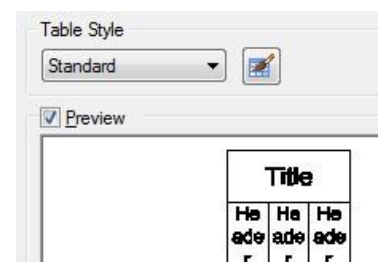 Table Style
Standard
Preview
Title
He He He
ade ade ade
r r r